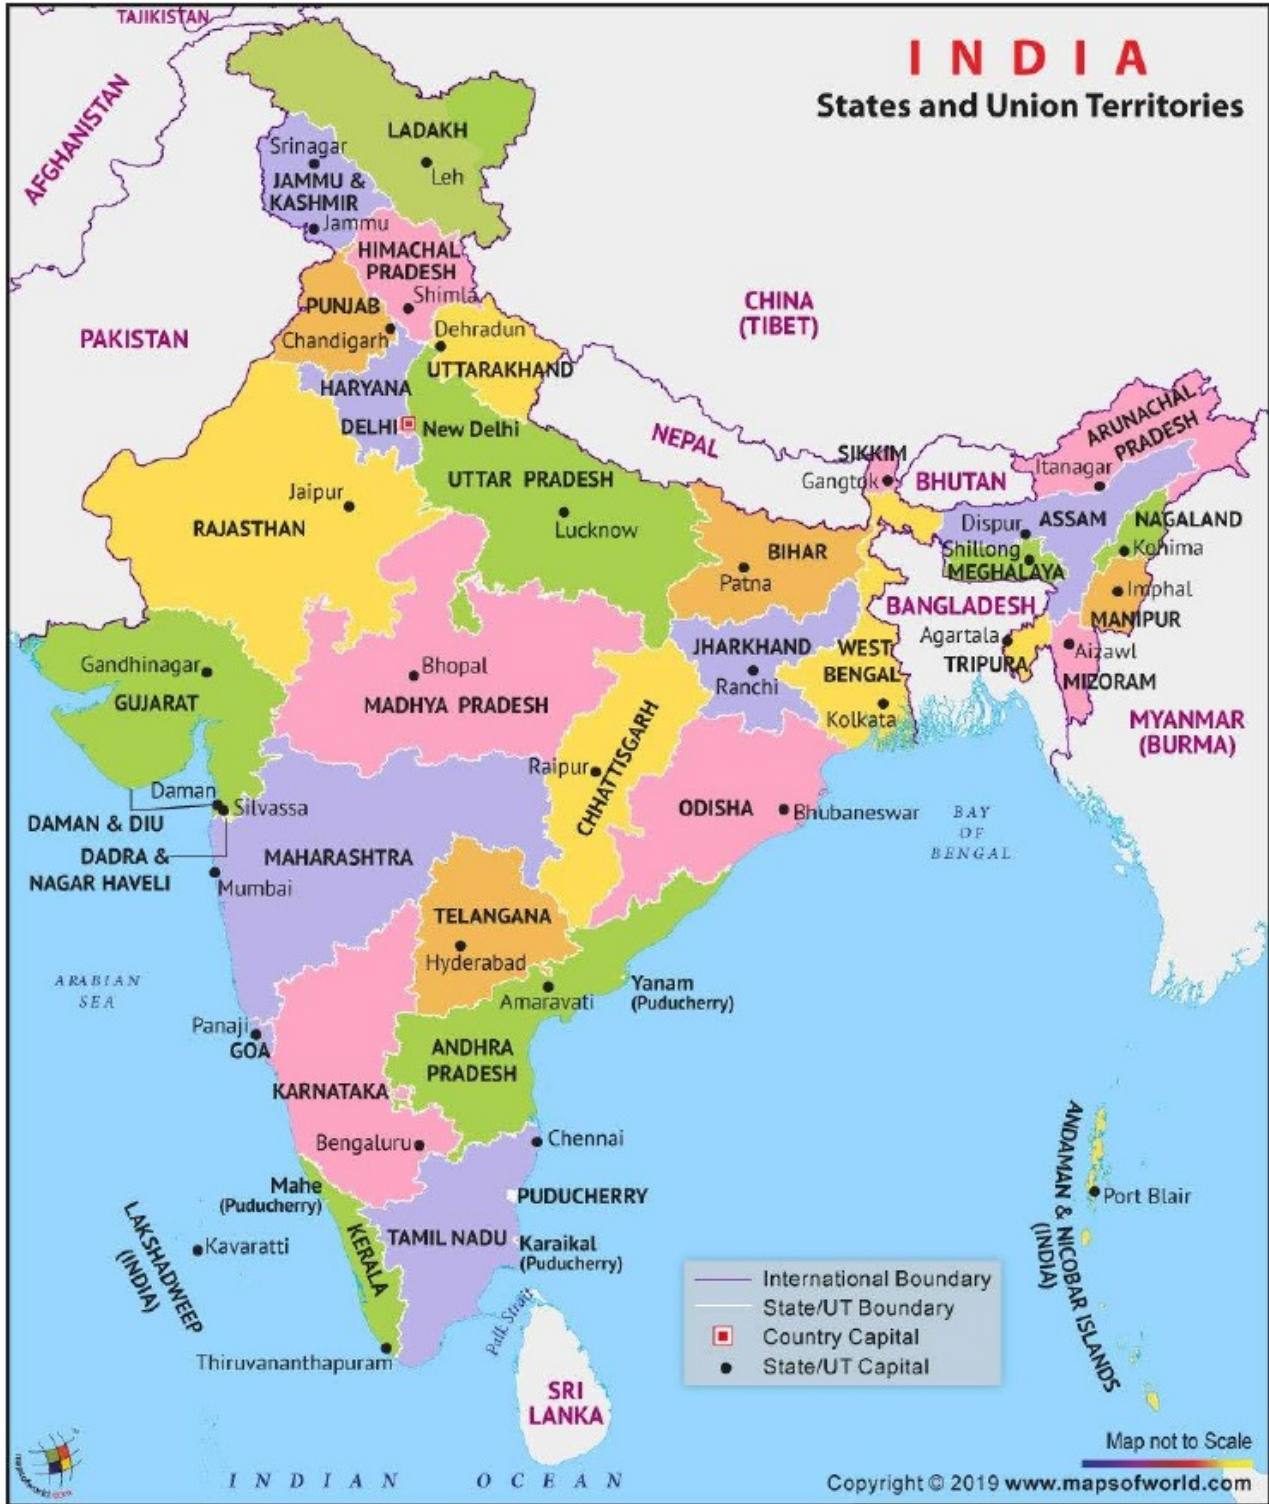 INDIA
States and Union Territories
TAJIKISTAN
AFGHANISTAN
LADAKH
Leh
Srinagar
JAMMU &
KASHMIR
Jammu
HIMACHAL
PRADESH
Shimla
PUNJAB
Chandigarh
Dehradun
UTTARAKHAND
HARYANA
DELHI
New Delhi
PAKISTAN
CHINA
(TIBET)
NEPAL
BHUTAN
SIKKIM
Gangtok
ARUNACHAL
PRADESH
Itanagar
UTTAR PRADESH
Lucknow
Jaipur
RAJASTHAN
BIHAR
Patna
Dispur
ASSAM
NAGALAND
Kohima
Shillong
MEGHALAYA
Imphal
MANIPUR
BANGLADESH
Agartala
TRIPURA
Aizawl
MIZORAM
MYANMAR
(BURMA)
JHARKHAND
Ranchi
WEST
BENGAL
Kolkata
Gandhinagar
GUJARAT
Bhopal
MADHYA PRADESH
CHHATTISGARH
Raipur
ODISHA
Bhubaneswar
Daman
Silvassa
DAMAN & DIU
DADRA &
NAGAR HAVELI
MAHARASHTRA
Mumbai
BAY
OF
BENGAL
TELANGANA
Hyderabad
ARABIAN
SEA
Amaravati
Yanam
(Puducherry)
Panaji
GOA
ANDHRA
PRADESH
KARNATAKA
Bengaluru
Chennai
Mahe
(Puducherry)
PUDUCHERRY
KERALA
TAMIL NADU
Karaikal
(Puducherry)
LAKSHADWEEP
(INDIA)
Kavaratti
Thiruvananthapuram
Palk Strait
SRI
LANKA
ANDAMAN & NICOBAR ISLANDS
(INDIA)
Port Blair
International Boundary
State/UT Boundary
Country Capital
State/UT Capital
INDIAN OCEAN
Map not to Scale
Copyright © 2019 www.mapsofworld.com
mapsofworld.com